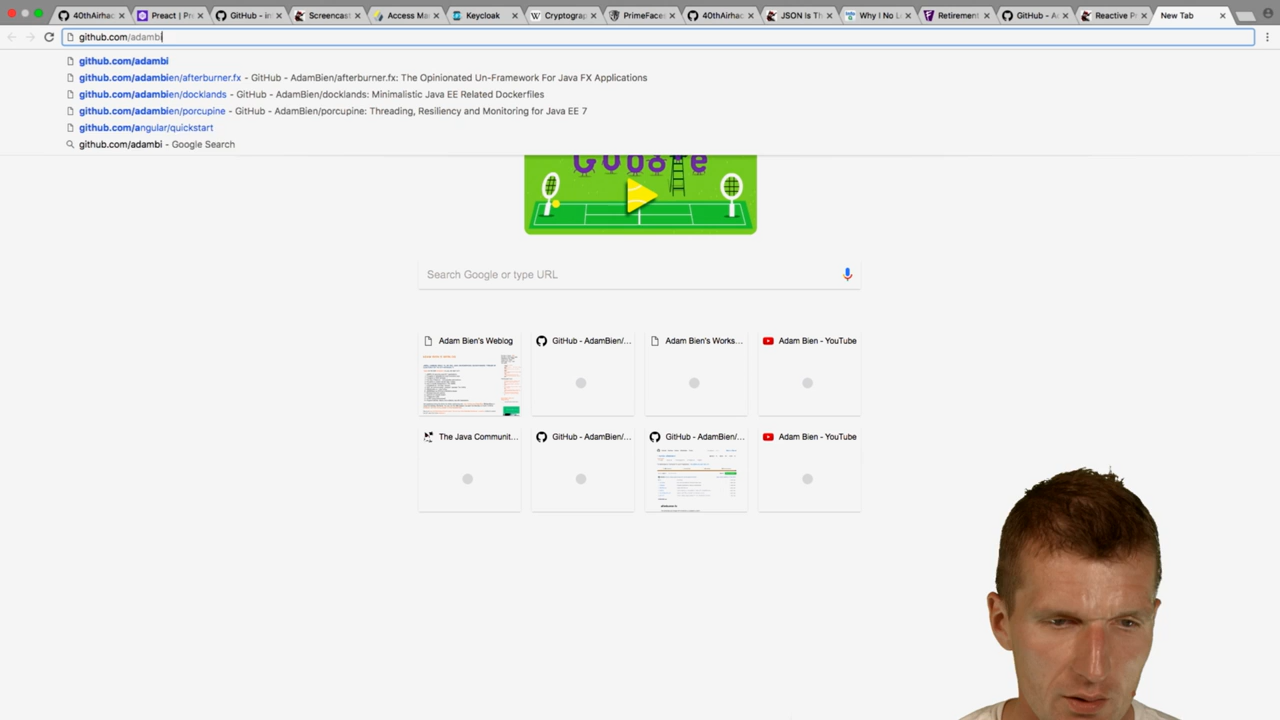 40thAirhac
Preact | Pro
GitHub - in
Screencast
Access Ma
Keycloak
Cryptograp
PrimeFaces
40thAirhac
JSON Is Th
Why I No L
Retirement
GitHub - Ac
Reactive P
New Tab
github.com/adambi
github.com/adambi
github.com/adambien/afterburner.fx - GitHub - AdamBien/afterburner.fx: The Opinionated Un-Framework For Java FX Applications
github.com/adambien/docklands - GitHub - AdamBien/docklands: Minimalistic Java EE Related Dockerfiles
github.com/adambien/porcupine - GitHub - AdamBien/porcupine: Threading, Resiliency and Monitoring for Java EE 7
github.com/angular/quickstart
github.com/adambi - Google Search
Search Google or type URL
Adam Bien's Weblog
GitHub - AdamBien/...
Adam Bien's Works...
Adam Bien - YouTube
The Java Communit...
GitHub - AdamBien/...
GitHub - AdamBien/...
Adam Bien - YouTube